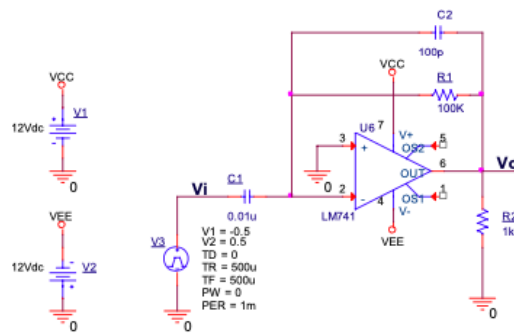 C2
100p
VCC
VCC
R1
100K
U6
7
V1
12Vdc
3
+
V+
OS2
5
6
OUT
Vo
0
0
Vi
C1
2
-
OS1
1
0.01u
LM741
4
V-
R2
1k
VEE
VEE
V3
V1 = -0.5
V2 = 0.5
TD = 0
TR = 500u
TF = 500u
PW = 0
PER = 1m
12Vdc
V2
0
0
0